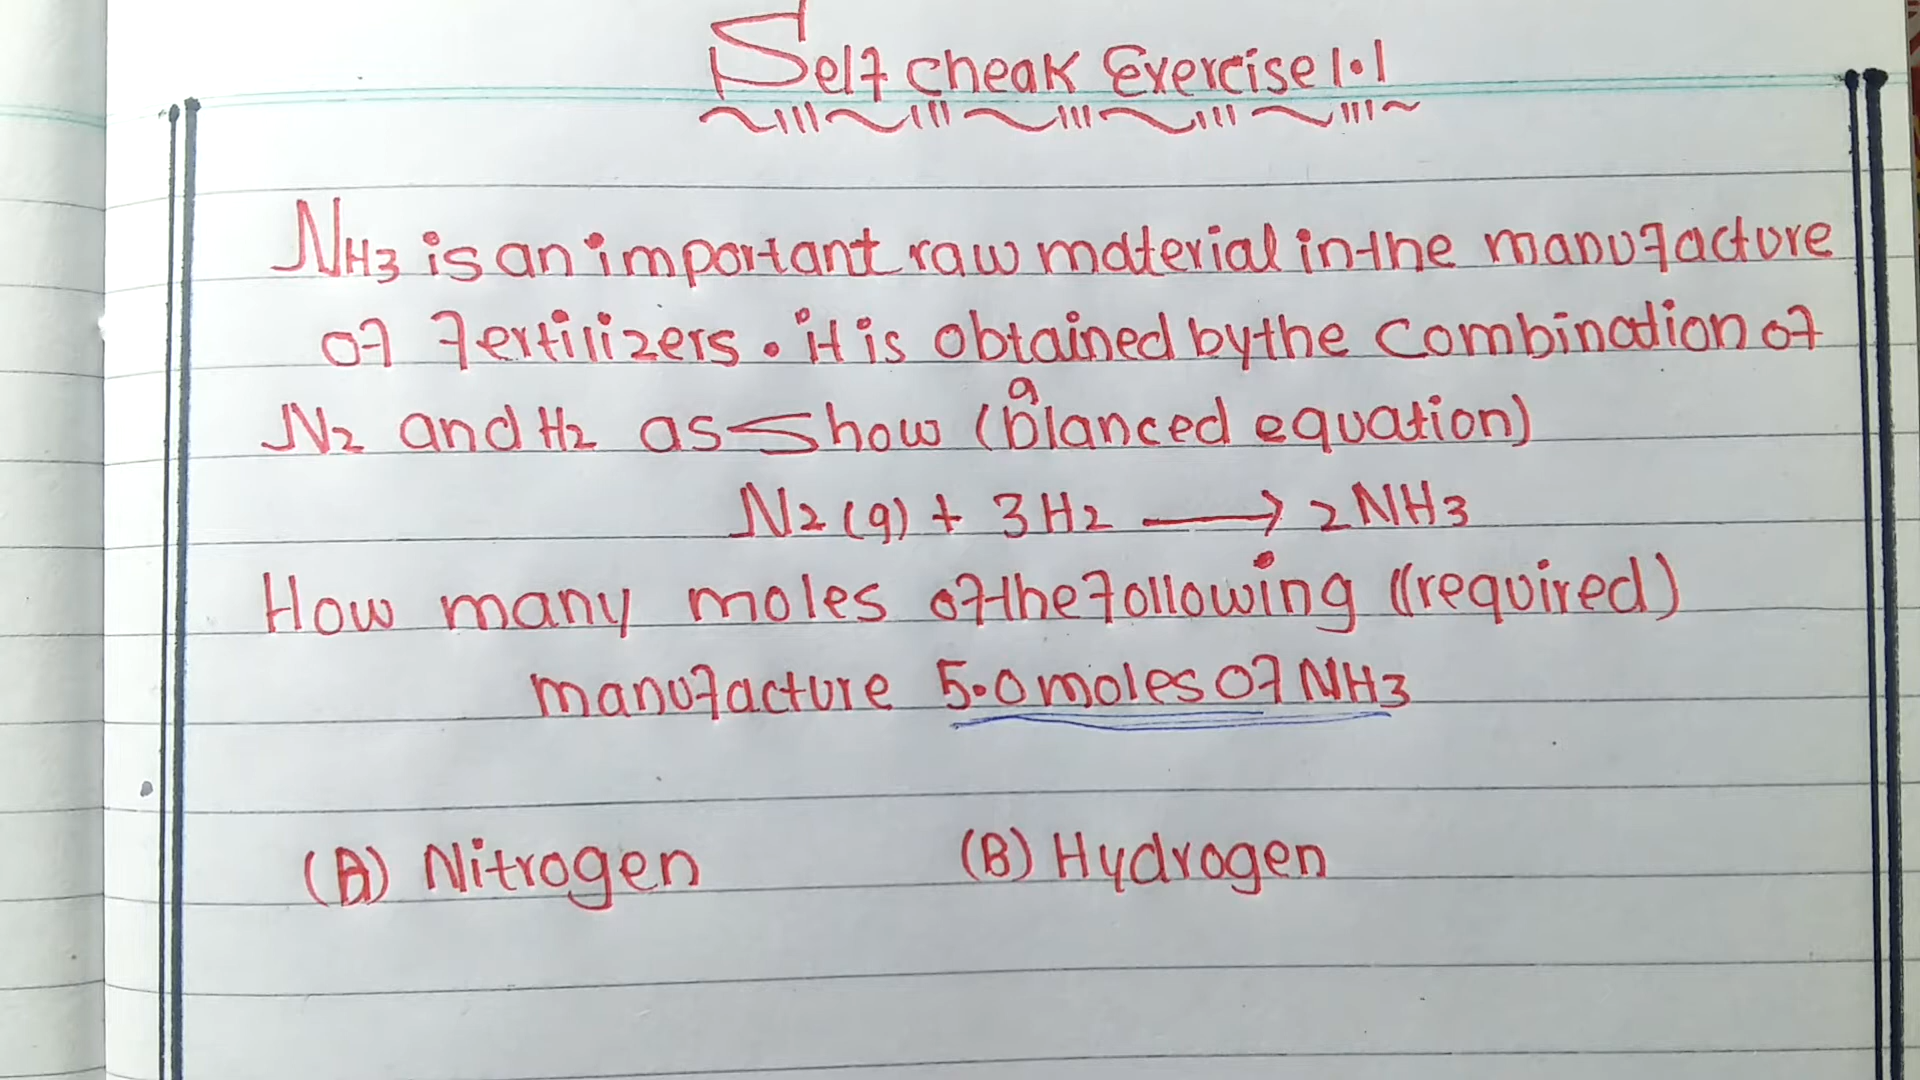 Self cheak Exercise 1.1
NH3 is an important raw material in the manufacture
of fertilizers. it is obtained by the combination of
N2 and H2 as show (balanced equation)
N2(g) + 3H2 → 2NH3
How many moles of the following ((required)
manufacture 5.0 moles of NH3
(A) Nitrogen (B) Hydrogen